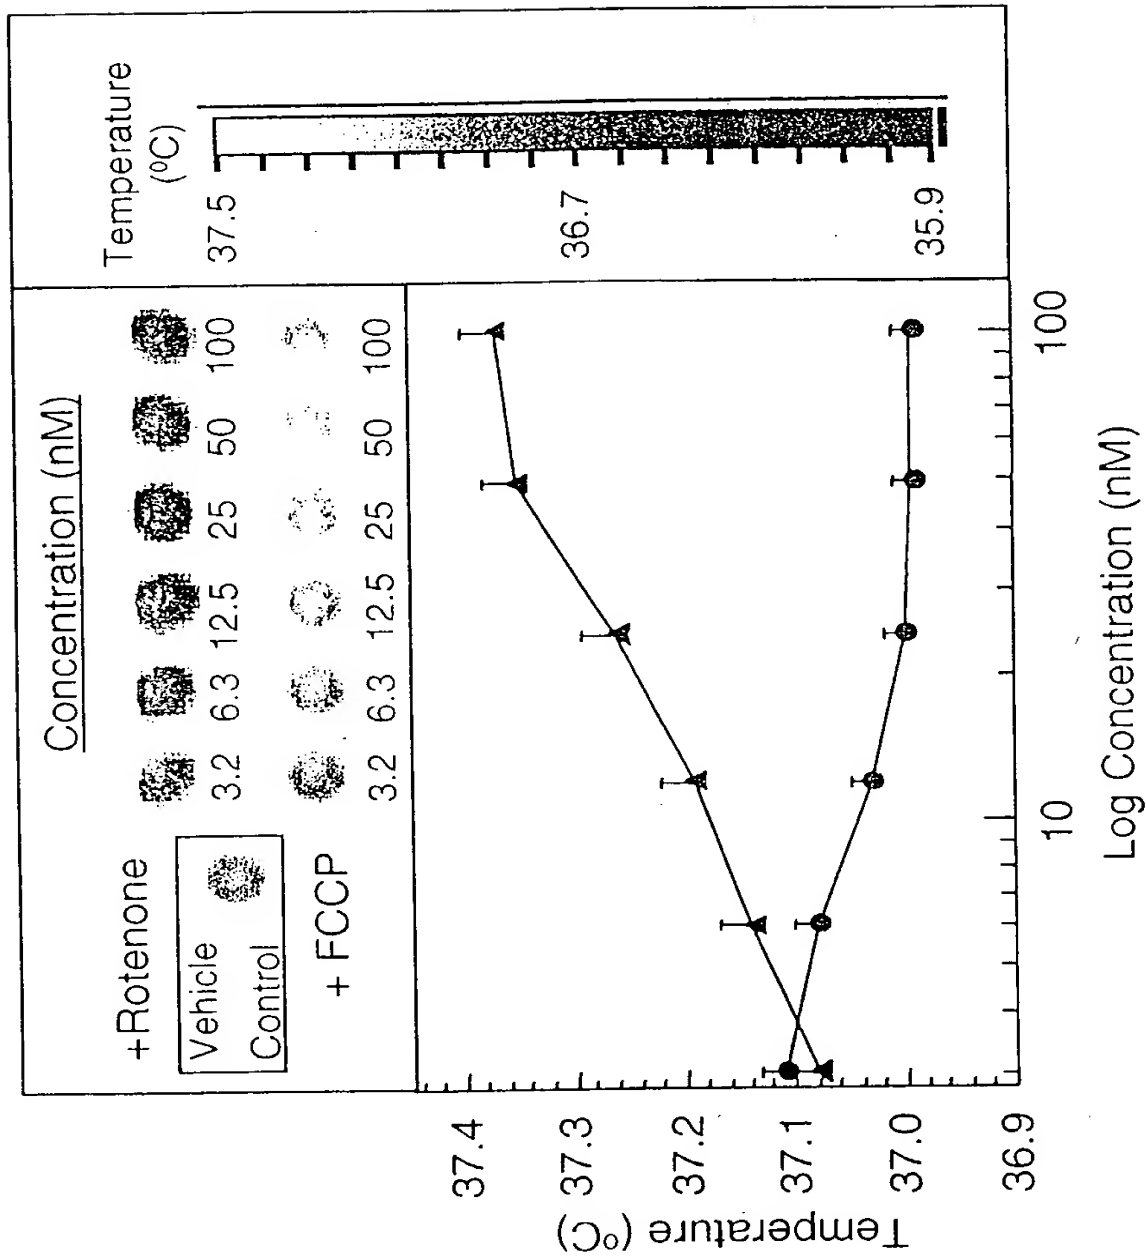 Concentration (nM)
+Rotenone
3.2 6.3 12.5 25 50 100
Vehicle
Control
+ FCCP
3.2 6.3 12.5 25 50 100
Temperature
(ºC)
37.5
36.7
35.9
Temperature (ºC)
37.4
37.3
37.2
37.1
37.0
36.9
10 100
Log Concentration (nM)